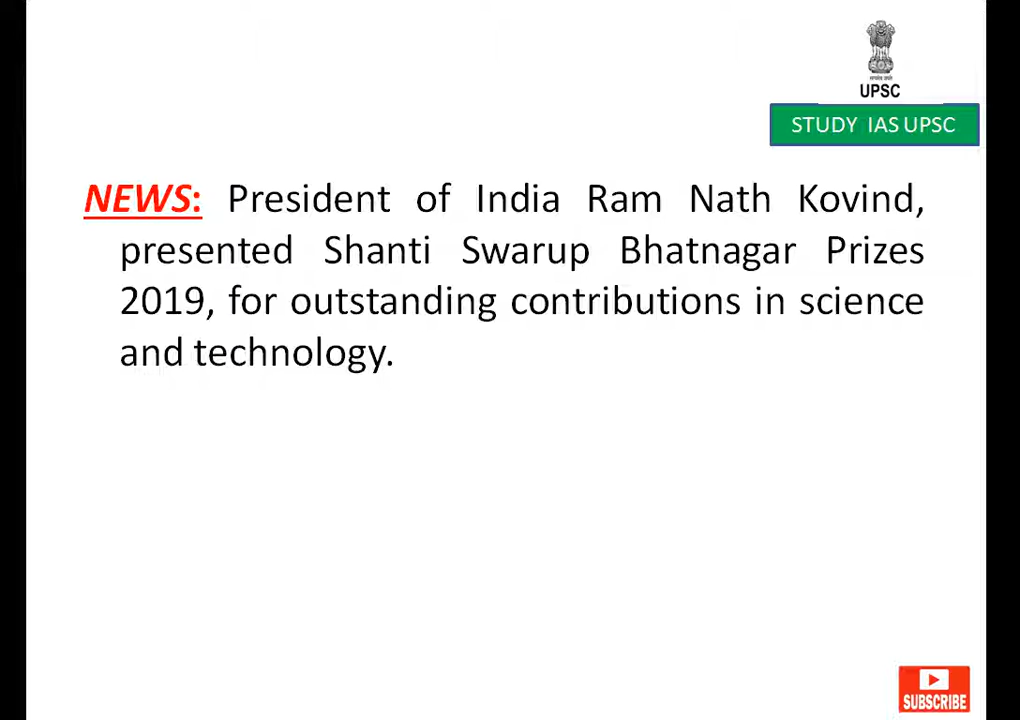 UPSC
STUDY IAS UPSC
NEWS: President of India Ram Nath Kovind,
presented Shanti Swarup Bhatnagar Prizes
2019, for outstanding contributions in science
and technology.
SUBSCRIBE